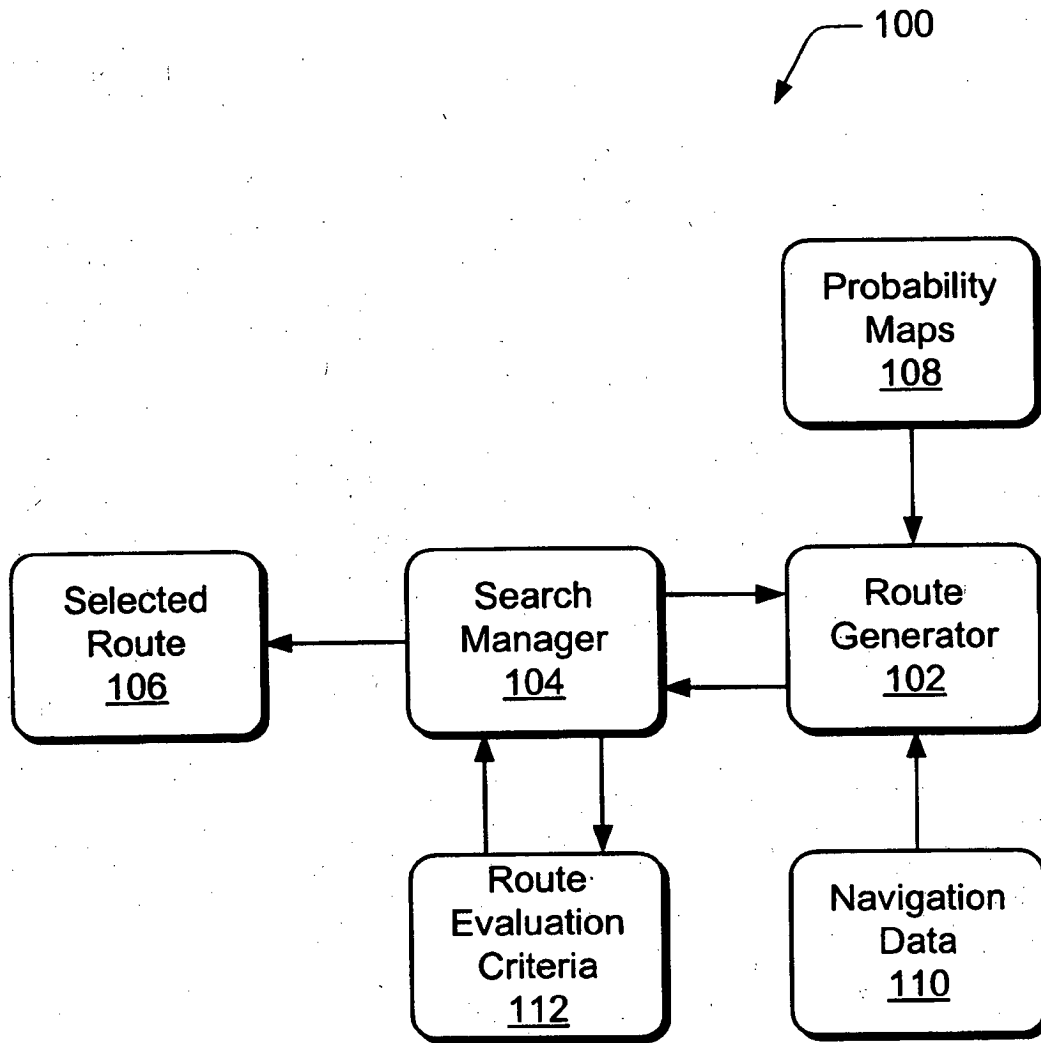 100
Probability
Maps
108
Selected
Route
106
Search
Manager
104
Route
Generator
102
Route
Evaluation
Criteria
112
Navigation
Data
110